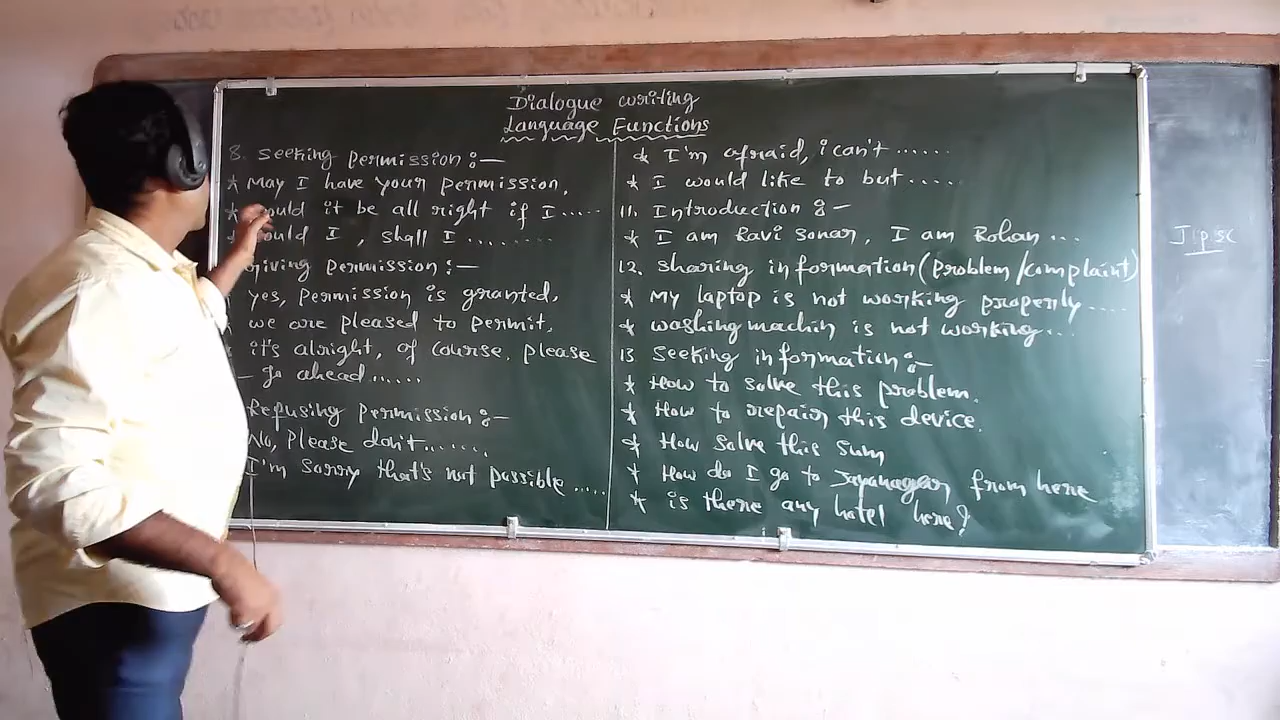 Dialogue writing
Language Functions
8. Seeking permission :-
* May I have your permission.
* would it be all right if I .....
* ould I, shall I ........
Giving permission :-
yes, permission is granted.
we are pleased to permit.
it's alright, of course. please
- go ahead......
Refusing permission :-
No, please don't......
I'm sorry that's not possible .....
* I'm afraid, i can't ......
* I would like to but .....
11. Introduction :-
* I am Ravi sonar, I am Rohan ...
12. Sharing information (problem/complaint)
* My laptop is not working properly....
* washing machin is not working...
13 Seeking information :-
* How to solve this problem.
* How to repair this device.
* How solve this sum
* How do I go to Jayanagar from here
* is there any hotel here?